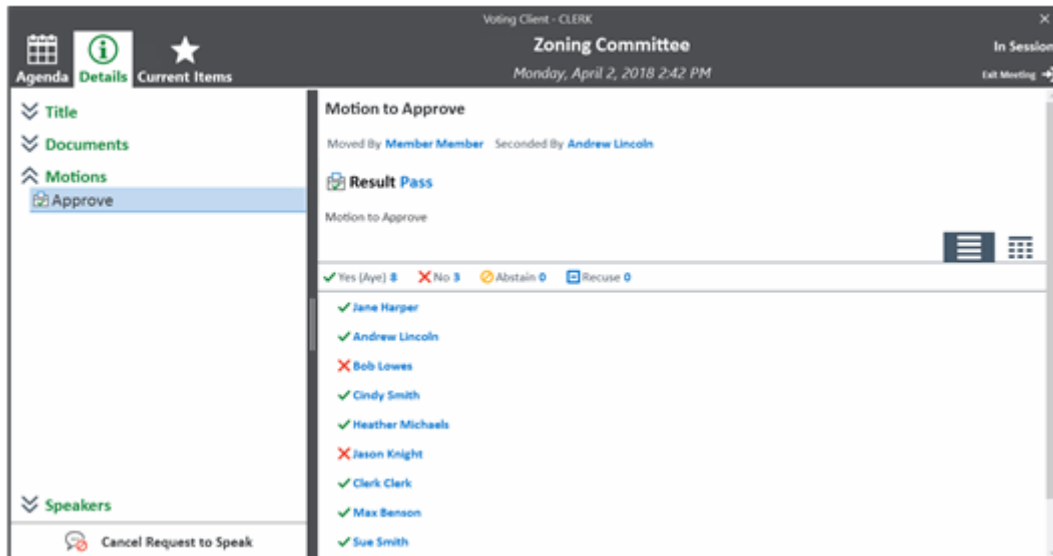 Voting Client - CLERK
Zoning Committee
In Session
Monday, April 2, 2018 2:42 PM
Exit Meeting
Agenda Details Current Items
Title
Documents
Motions
Approve
Speakers
Cancel Request to Speak
Motion to Approve
Moved By Member Member Seconded By Andrew Lincoln
Result Pass
Motion to Approve
Yes (Aye) 8 No 3 Abstain 0 Recuse 0
Jane Harper
Andrew Lincoln
Bob Lowes
Cindy Smith
Heather Michaels
Jason Knight
Clerk Clerk
Max Benson
Sue Smith